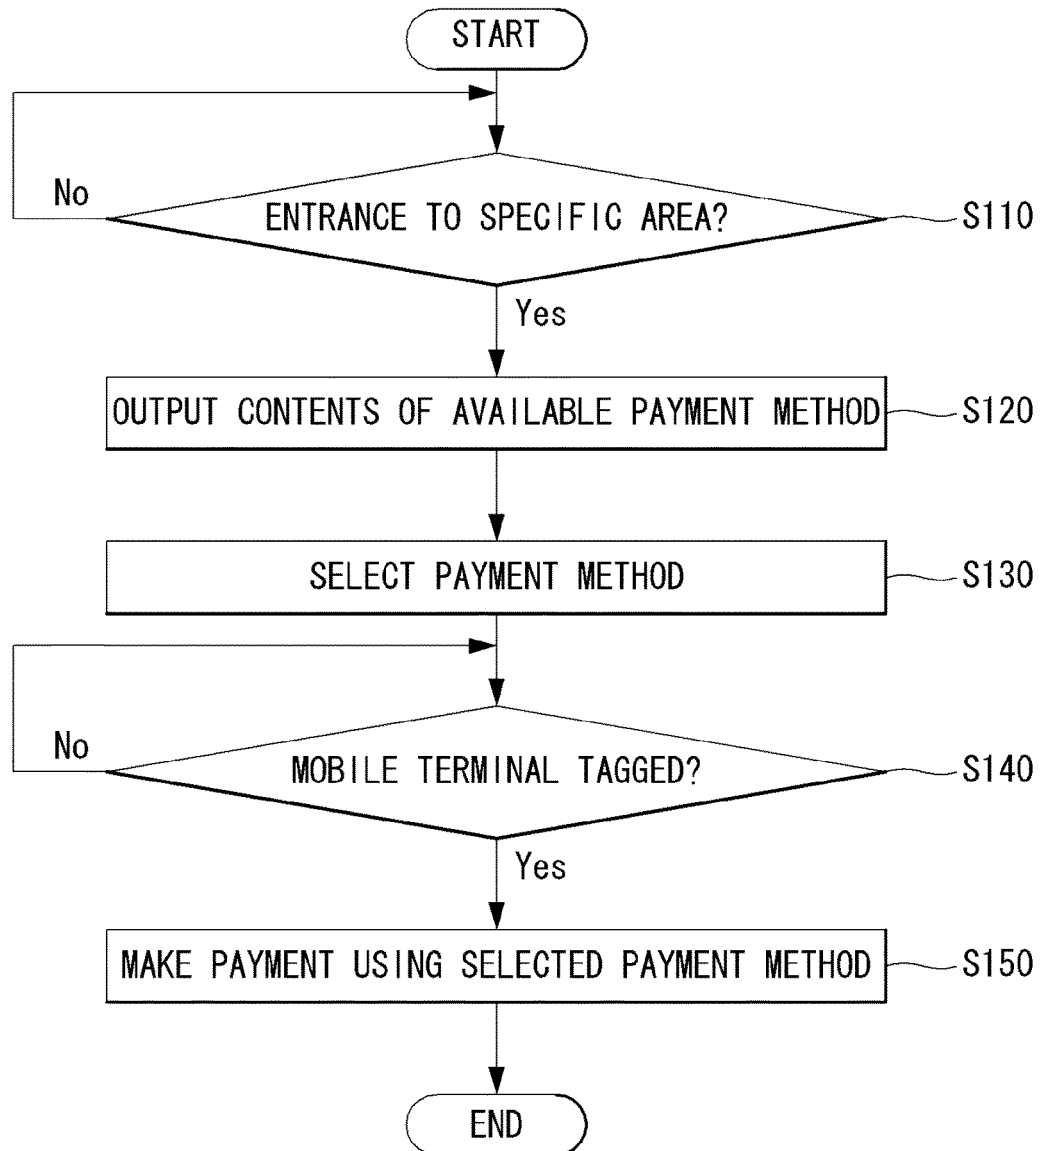 START
No
ENTRANCE TO SPECIFIC AREA?
S110
Yes
OUTPUT CONTENTS OF AVAILABLE PAYMENT METHOD
S120
SELECT PAYMENT METHOD
S130
No
MOBILE TERMINAL TAGGED?
S140
Yes
MAKE PAYMENT USING SELECTED PAYMENT METHOD
S150
END